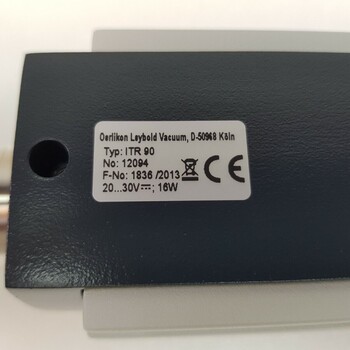 Oerlikon Leybold Vacuum, D-50968 Köln
Typ: ITR 90
No: 12094
F-No: 1836 /2013
20...30V⎓; 16W
CE